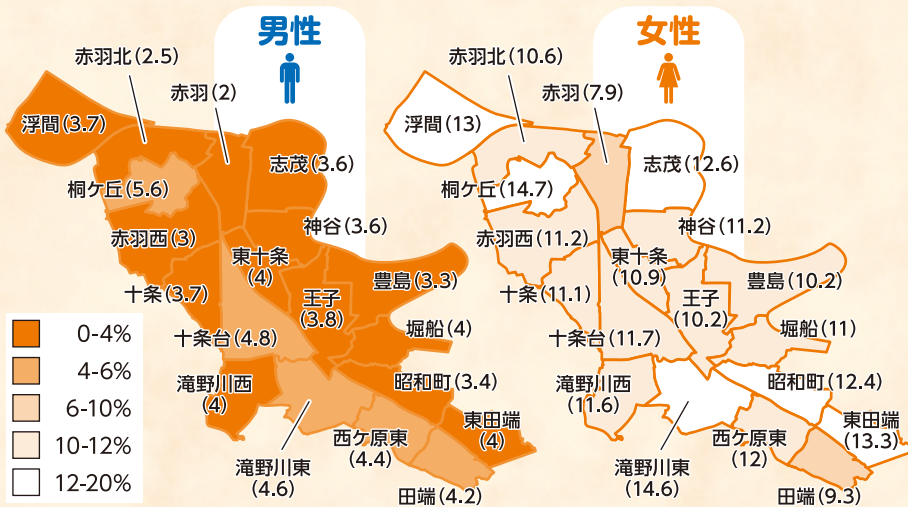 男性
赤羽北(2.5)
赤羽(2)
浮間(3.7)
志茂(3.6)
桐ケ丘(5.6)
神谷(3.6)
赤羽西(3)
東十条
(4)
豊島(3.3)
十条(3.7)
王子
(3.8)
十条台(4.8)
堀船(4)
滝野川西
(4)
昭和町(3.4)
東田端
(4)
西ケ原東
(4.4)
滝野川東
(4.6)
田端(4.2)
0-4%
4-6%
6-10%
10-12%
12-20%
女性
赤羽北(10.6)
赤羽(7.9)
浮間(13)
志茂(12.6)
桐ケ丘(14.7)
神谷(11.2)
赤羽西(11.2)
東十条
(10.9)
豊島(10.2)
十条(11.1)
王子
(10.2)
十条台(11.7)
堀船(11)
滝野川西
(11.6)
昭和町(12.4)
東田端
(13.3)
西ケ原東
(12)
滝野川東
(14.6)
田端(9.3)